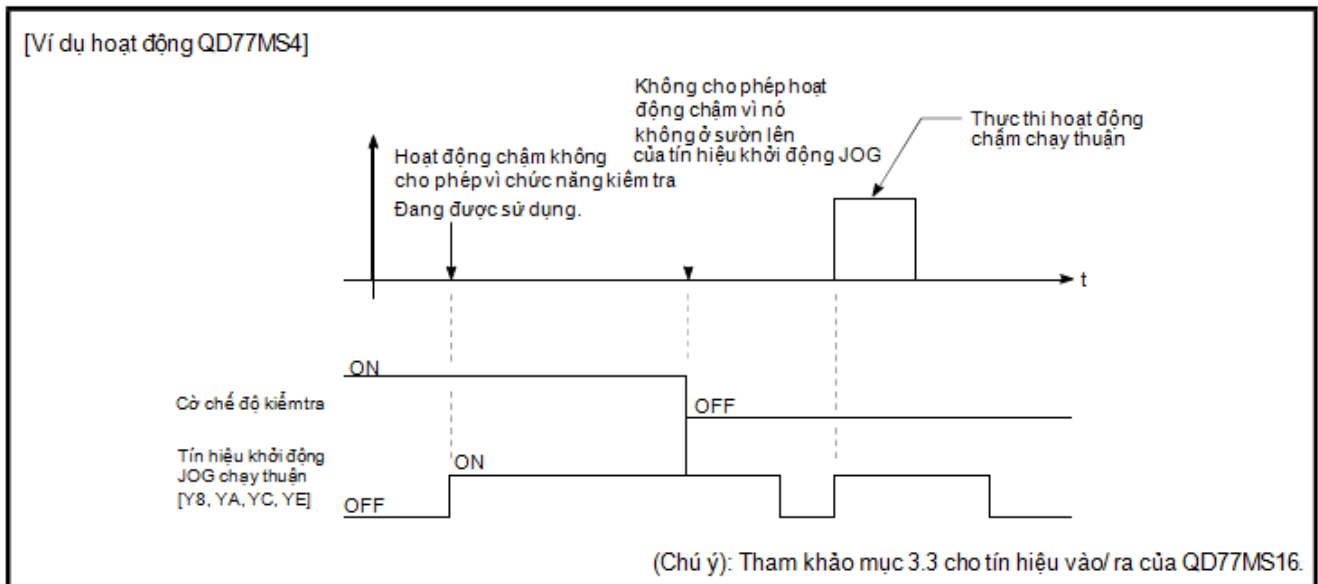 [Ví dụ hoạt động QD77MS4]
Không cho phép hoạt
động chậm vì nó
không ở sườn lên
của tín hiệu khởi động JOG
Thực thi hoạt động
chậm chạy thuận
Hoạt động chậm không
cho phép vì chức năng kiểm tra
Đang được sử dụng.
t
ON
Cờ chế độ kiểmtra
OFF
Tín hiệu khởi động
JOG chạy thuận
[Y8, YA, YC, YE]
ON
OFF
(Chú ý): Tham khảo mục 3.3 cho tín hiệu vào/ ra của QD77MS16.